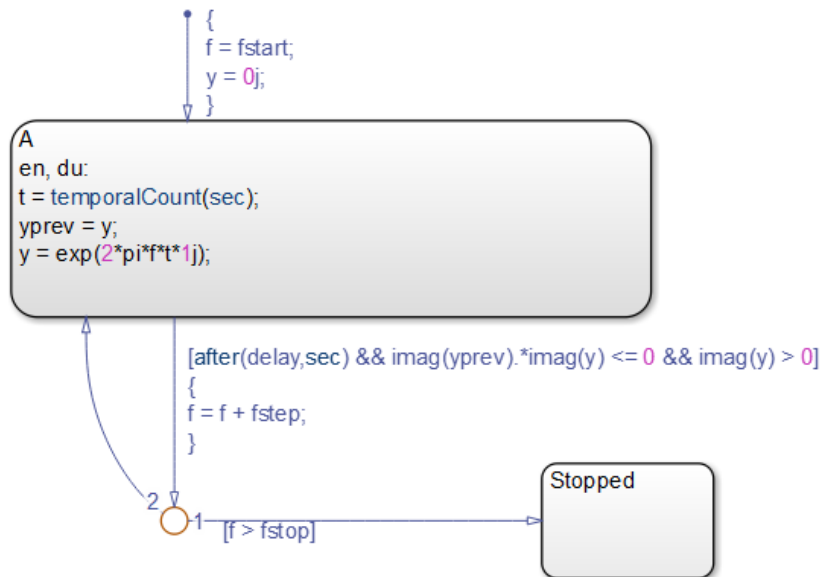 {
f = fstart;
y = 0j;
}
A
en, du:
t = temporalCount(sec);
yprev = y;
y = exp(2*pi*f*t*1j);
[after(delay,sec) && imag(yprev).*imag(y) <= 0 && imag(y) > 0]
{
f = f + fstep;
}
Stopped
2
1
[f > fstop]